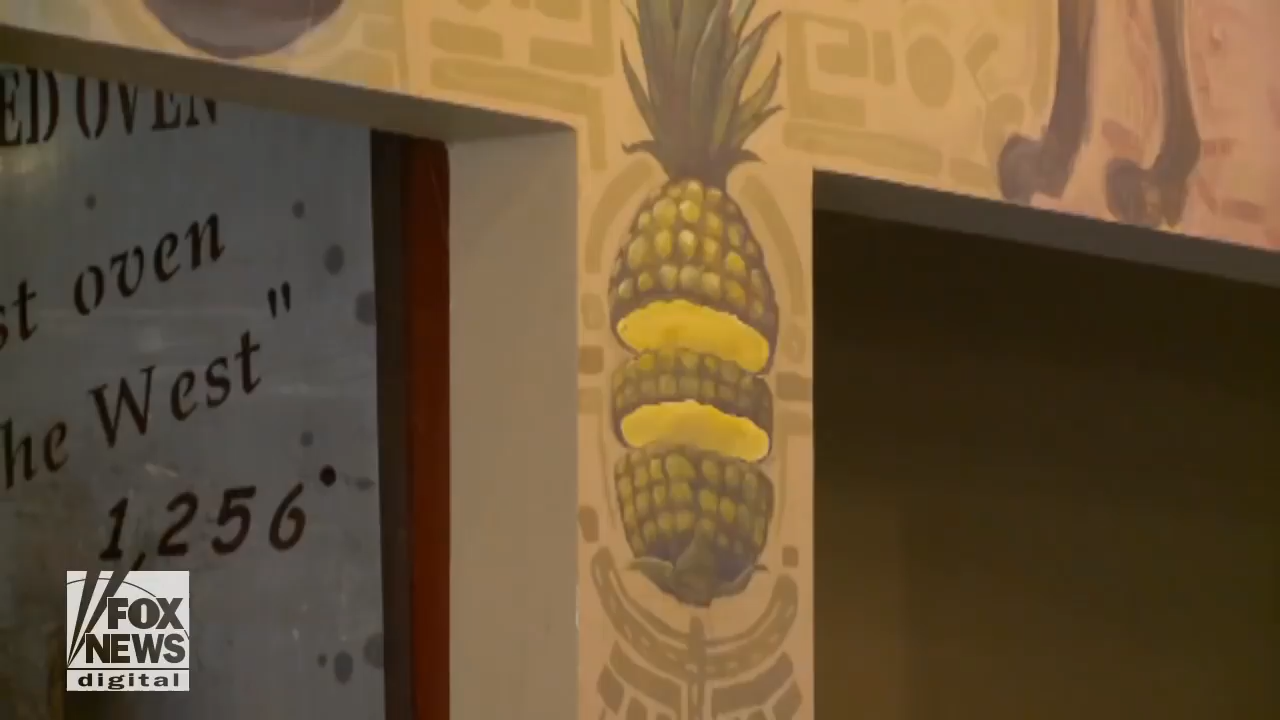 ED OVEN
st oven
he West"
1,256°
FOX
NEWS
digital